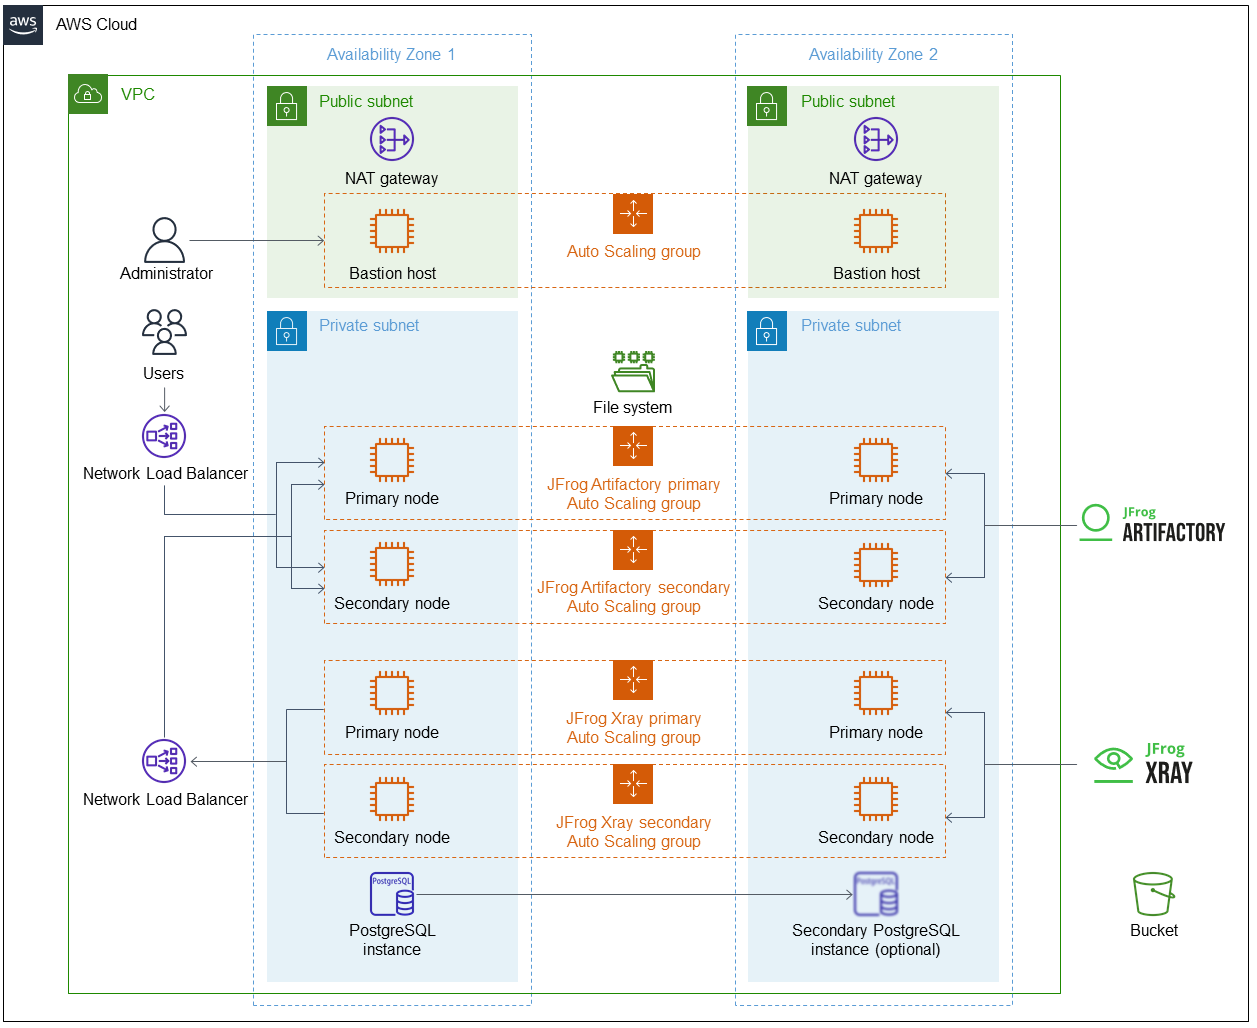 aws
AWS Cloud
Availability Zone 1
Availability Zone 2
VPC
Public subnet
Public subnet
NAT gateway
NAT gateway
Auto Scaling group
Bastion host
Bastion host
Administrator
Private subnet
Private subnet
Users
File system
Network Load Balancer
Primary node
JFrog Artifactory primary
Auto Scaling group
Primary node
JFrog
ARTIFACTORY
Secondary node
JFrog Artifactory secondary
Auto Scaling group
Secondary node
Primary node
JFrog Xray primary
Auto Scaling group
Primary node
JFrog
XRAY
Network Load Balancer
Secondary node
JFrog Xray secondary
Auto Scaling group
Secondary node
PostgreSQL
PostgreSQL
instance
PostgreSQL
Secondary PostgreSQL
instance (optional)
Bucket